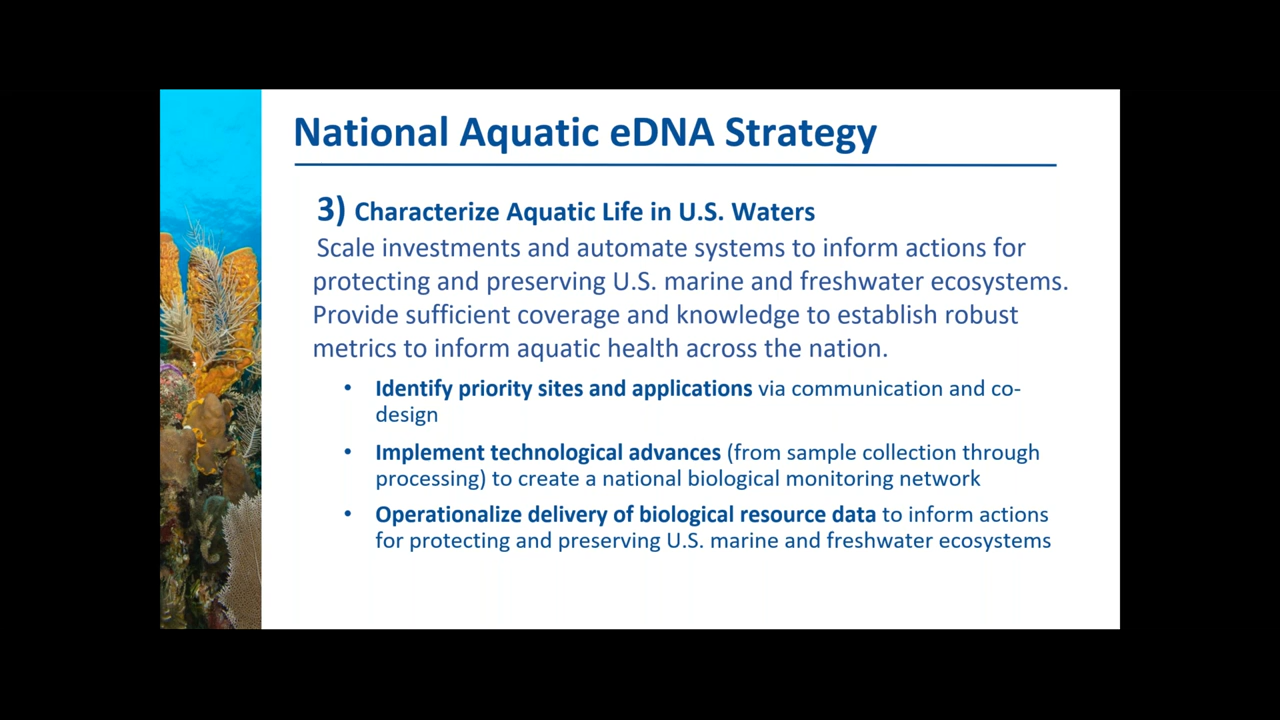 National Aquatic eDNA Strategy
3) Characterize Aquatic Life in U.S. Waters
Scale investments and automate systems to inform actions for
protecting and preserving U.S. marine and freshwater ecosystems.
Provide sufficient coverage and knowledge to establish robust
metrics to inform aquatic health across the nation.
• Identify priority sites and applications via communication and co-
design
• Implement technological advances (from sample collection through
processing) to create a national biological monitoring network
• Operationalize delivery of biological resource data to inform actions
for protecting and preserving U.S. marine and freshwater ecosystems